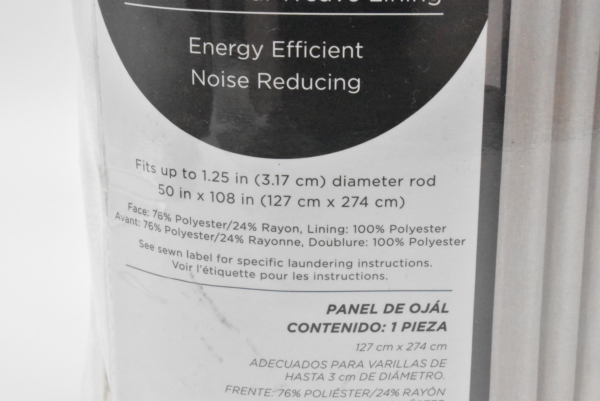 Weave Lining
Energy Efficient
Noise Reducing
Fits up to 1.25 in (3.17 cm) diameter rod
50 in x 108 in (127 cm x 274 cm)
Face: 76% Polyester/24% Rayon, Lining: 100% Polyester
Avant: 76% Polyester/24% Rayonne, Doublure: 100% Polyester
See sewn label for specific laundering instructions.
Voir l'étiquette pour les instructions.
PANEL DE OJÁL
CONTENIDO: 1 PIEZA
127 cm x 274 cm
ADECUADOS PARA VARILLAS DE
HASTA 3 cm DE DIÁMETRO.
FRENTE: 76% POLIÉSTER/24% RAYÓN